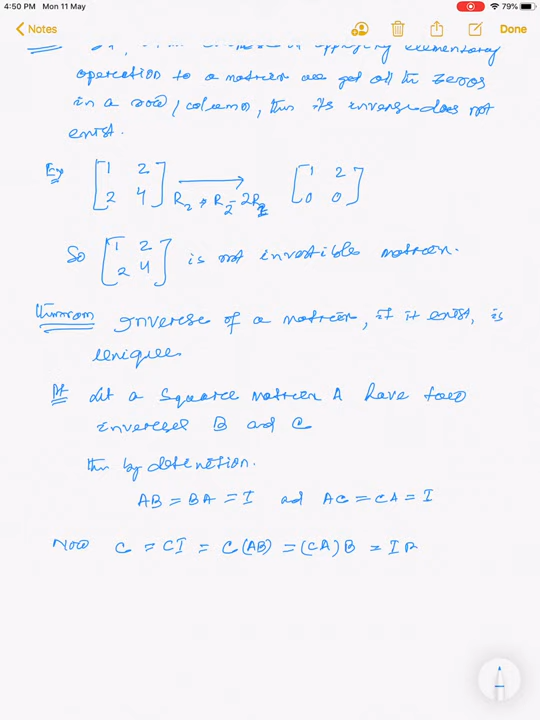 4:50 PM Mon 11 May
79%
Notes
Done
applying elementary
operation to a matrix we get all the zeros
in a row/column, then its inverse does not
exist.
Eg [1 2
2 4] R₂ → R₂ - 2R₁ [1 2
0 0]
So [1 2
2 4] is not invertible matrix.
Theorem Inverse of a matrix, if it exist, is
unique
Pf Let a square matrix A have two
inverses B and C
then by definition.
AB = BA = I and AC = CA = I
Now C = CI = C(AB) = (CA)B = I